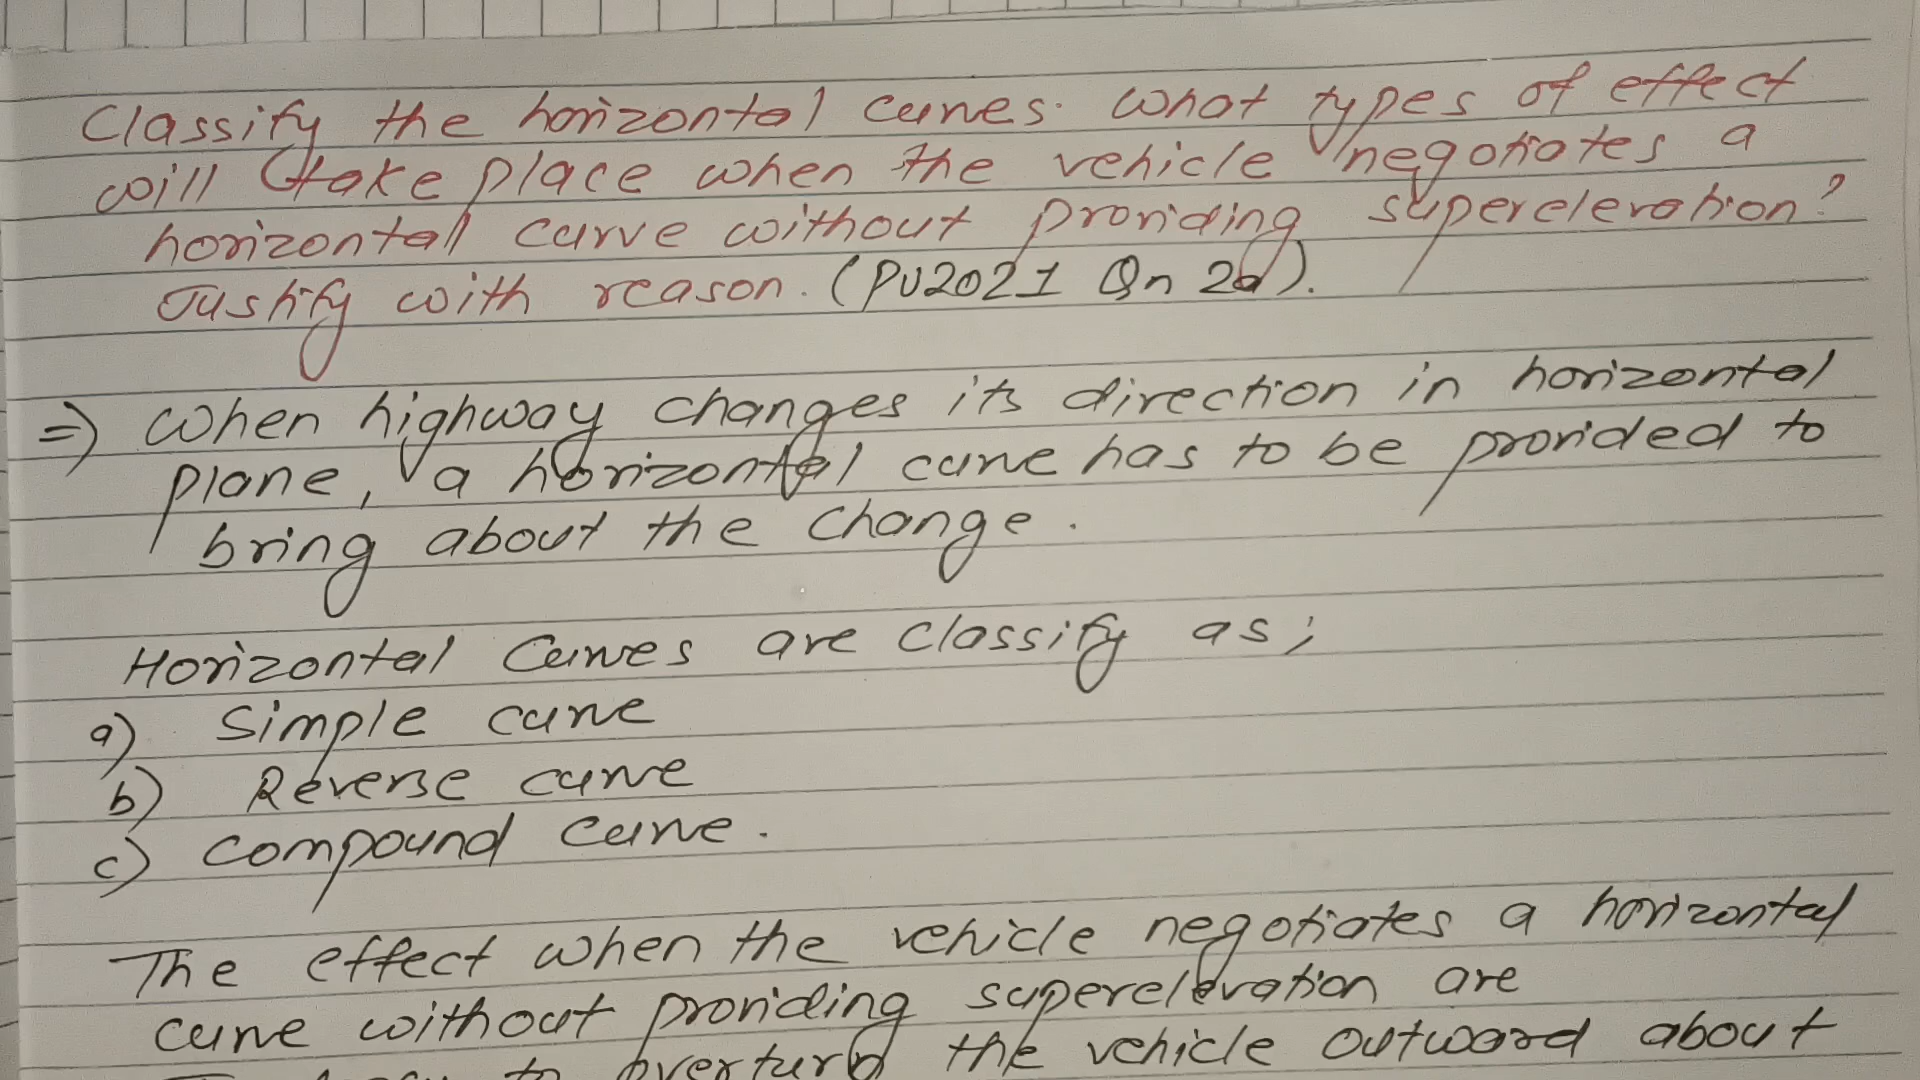 Classify the horizontal curves. What types of effect
will take place when the vehicle negotiates a
horizontal curve without providing superelevation?
Justify with reason. (PU2021 Qn 2a).
=) When highway changes its direction in horizontal
plane, a horizontal curve has to be provided to
bring about the change.
Horizontal Curves are classify as;
a) Simple curve
b) Reverse curve
c) Compound curve.
The effect when the vehicle negotiates a horizontal
curve without providing superelevation are
to overturn the vehicle outward about